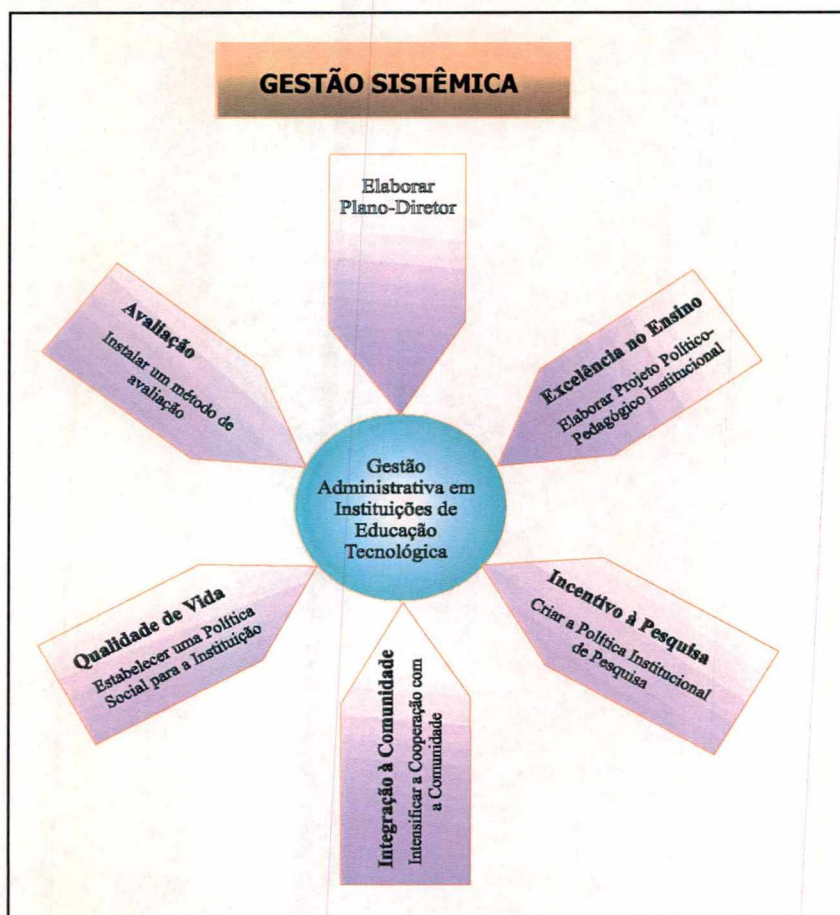 GESTÃO SISTÊMICA
Elaborar
Plano-Diretor
Excelência no Ensino
Elaborar Projeto Político-
Pedagógico Institucional
Incentivo à Pesquisa
Criar a Política Institucional
de Pesquisa
Integração à Comunidade
Intensificar a Cooperação com
a Comunidade
Qualidade de Vida
Estabelecer uma Política
Social para a Instituição
Avaliação
Instalar um método de
avaliação
Gestão
Administrativa em
Instituições de
Educação
Tecnológica